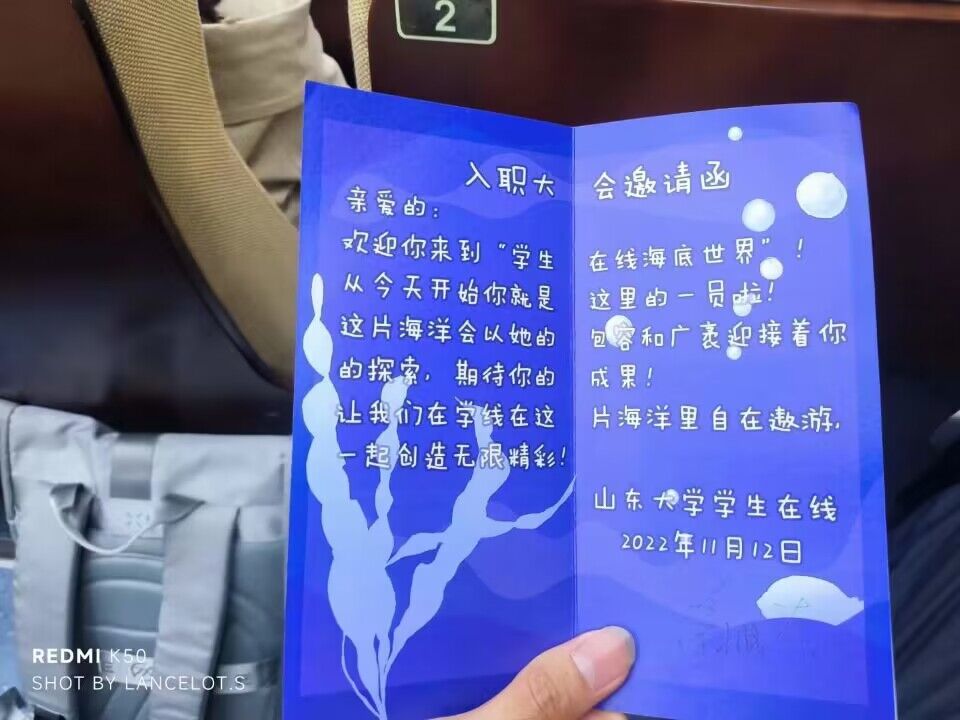 2
入职大会邀请函
亲爱的：
欢迎你来到“学生在线海底世界”！
从今天开始你就是这里的一员啦！
这片海洋会以她的包容和广袤迎接着你
的探索，期待你的成果！
让我们在学线在这片海洋里自在遨游，
一起创造无限精彩！
山东大学学生在线
2022年11月12日
REDMI K50
SHOT BY LANCELOT.S